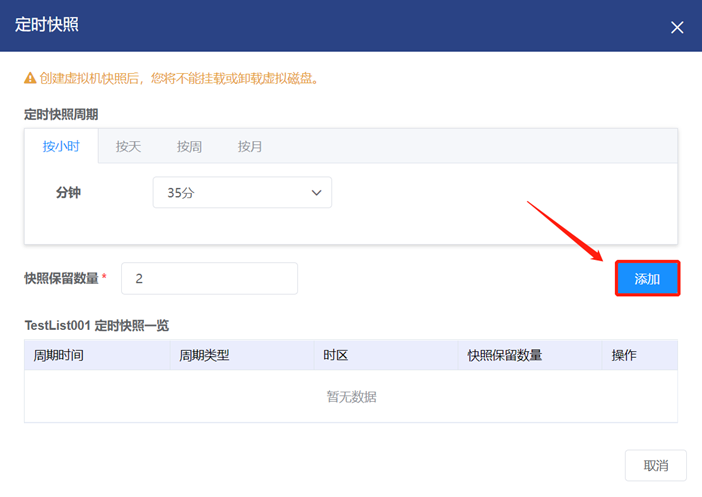 定时快照
创建虚拟机快照后，您将不能挂载或卸载虚拟磁盘。
定时快照周期
按小时 按天 按周 按月
分钟 35分
快照保留数量 * 2 添加
TestList001 定时快照一览
周期时间 周期类型 时区 快照保留数量 操作
暂无数据
取消